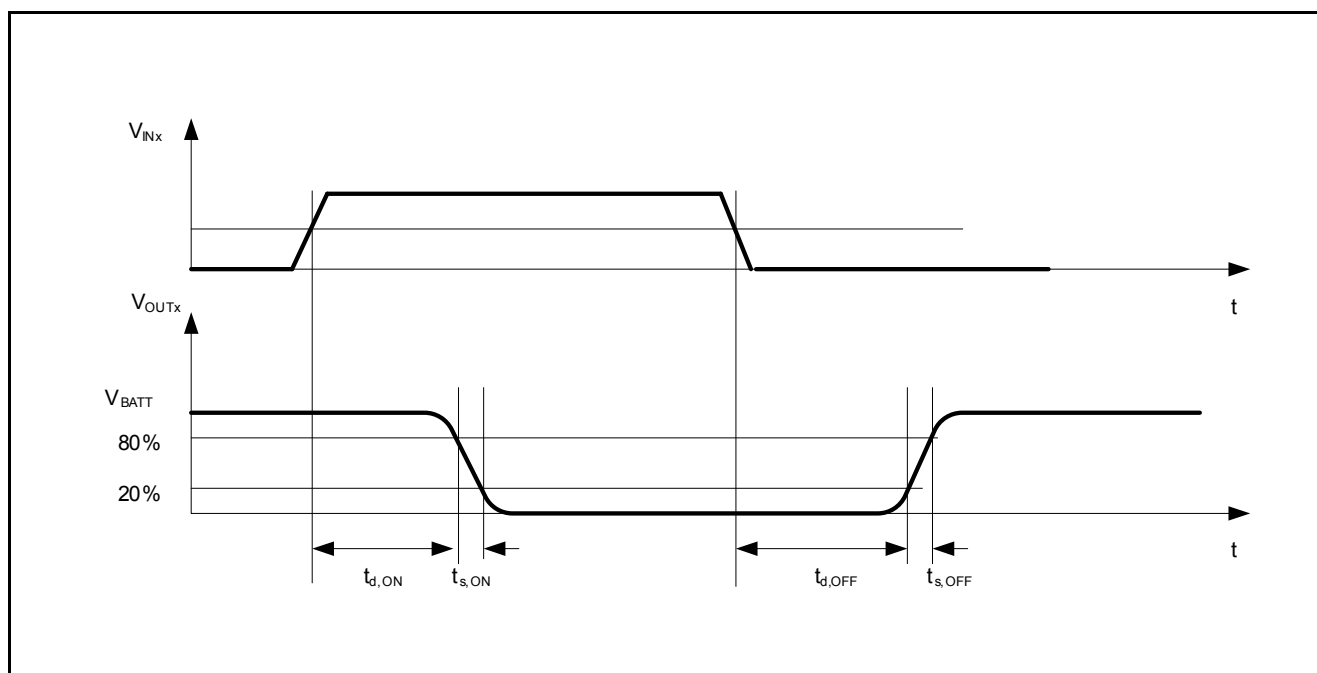 V_INx
t
V_OUTx
V_BATT
80%
20%
t
t_d,ON t_s,ON t_d,OFF t_s,OFF